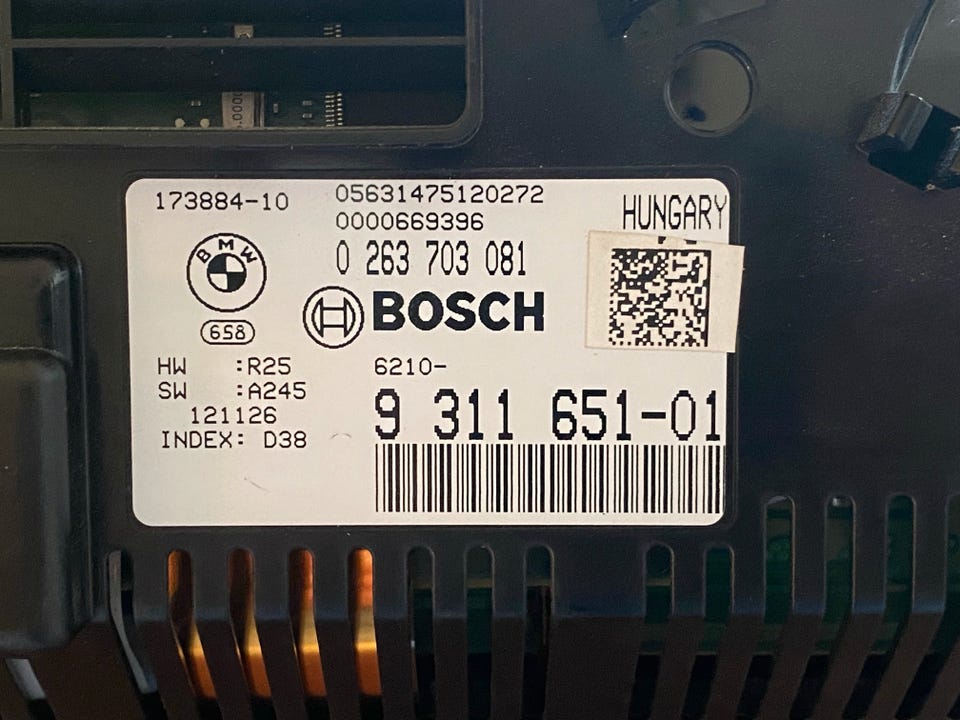 173884-10
05631475120272
0000669396
HUNGARY
0 263 703 081
BMW
BOSCH
658
HW :R25
SW :A245
121126
INDEX: D38
6210-
9 311 651-01